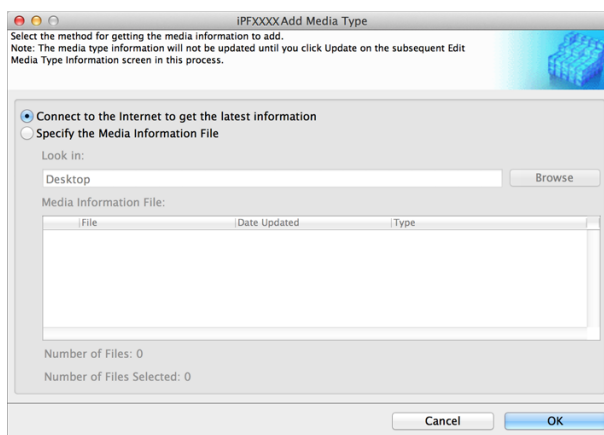 iPFXXXX Add Media Type
Select the method for getting the media information to add.
Note: The media type information will not be updated until you click Update on the subsequent Edit
Media Type Information screen in this process.
Connect to the Internet to get the latest information
Specify the Media Information File
Look in:
Desktop
Browse
Media Information File:
File Date Updated Type
Number of Files: 0
Number of Files Selected: 0
Cancel OK